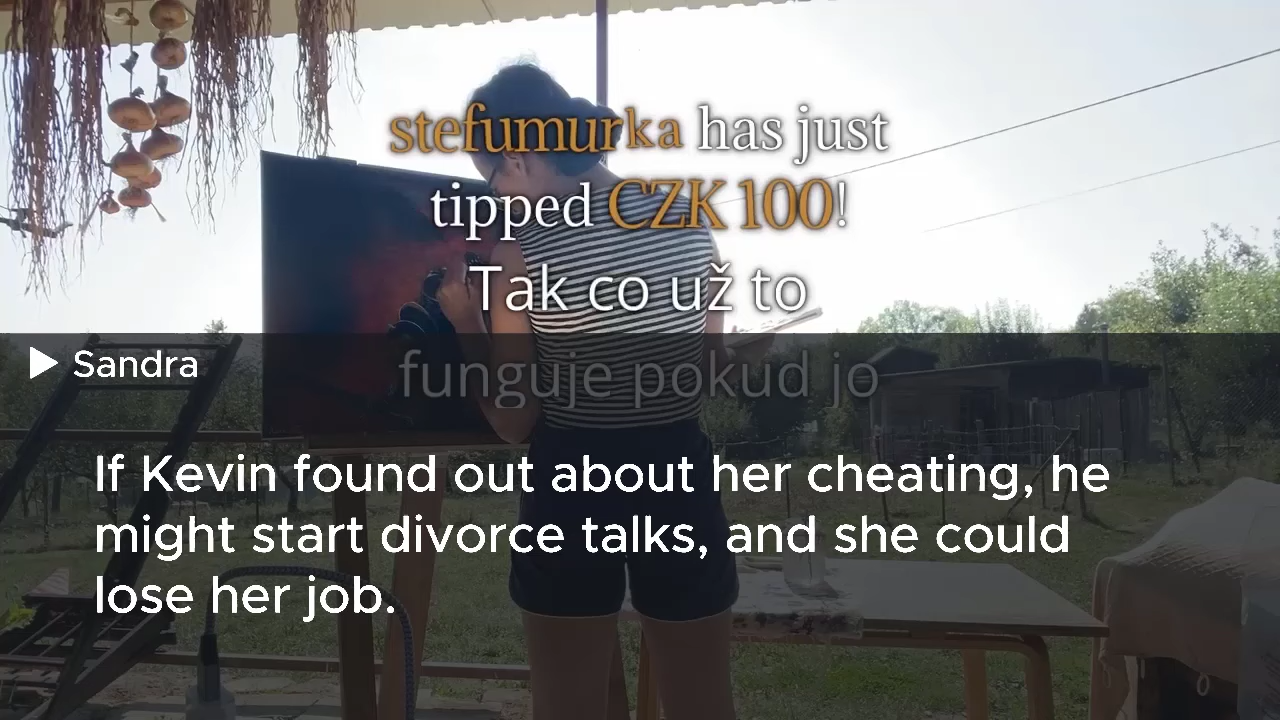 stefumurka has just
tipped CZK 100!
Tak co už to
funguje pokud jo
Sandra
If Kevin found out about her cheating, he
might start divorce talks, and she could
lose her job.